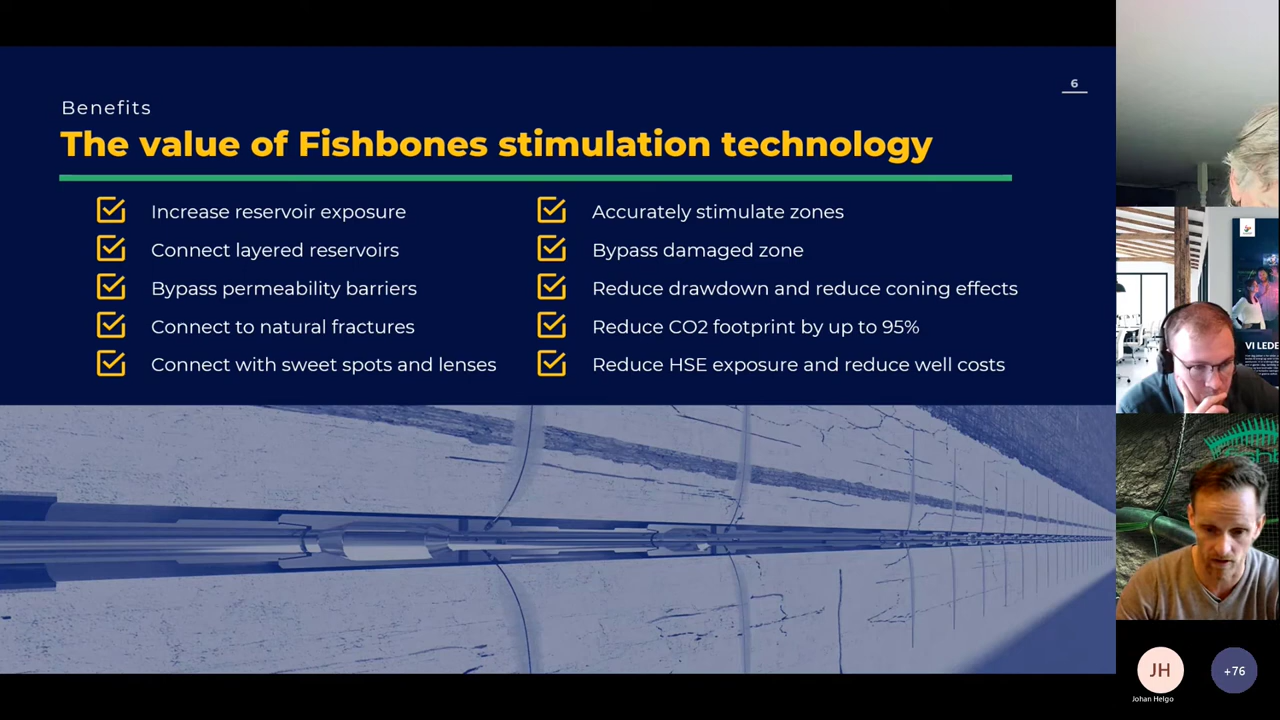 6
Benefits
The value of Fishbones stimulation technology
Increase reservoir exposure
Connect layered reservoirs
Bypass permeability barriers
Connect to natural fractures
Connect with sweet spots and lenses
Accurately stimulate zones
Bypass damaged zone
Reduce drawdown and reduce coning effects
Reduce CO2 footprint by up to 95%
Reduce HSE exposure and reduce well costs
VI LEDE
JH
Johan Helgo
+76